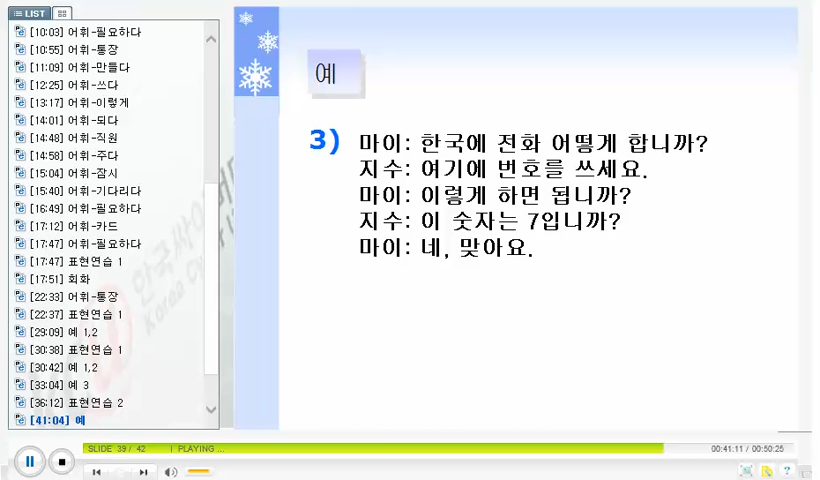 LIST
[10:03] 어휘-필요하다
[10:55] 어휘-통장
[11:09] 어휘-만들다
[12:25] 어휘-쓰다
[13:17] 어휘-이렇게
[14:01] 어휘-되다
[14:48] 어휘-직원
[14:58] 어휘-주다
[15:04] 어휘-잠시
[15:40] 어휘-기다리다
[16:49] 어휘-필요하다
[17:12] 어휘-카드
[17:47] 어휘-필요하다
[17:47] 표현연습 1
[17:51] 회화
[22:33] 어휘-통장
[22:37] 표현연습 1
[29:09] 예 1,2
[30:38] 표현연습 1
[30:42] 예 1,2
[33:04] 예 3
[36:12] 표현연습 2
[41:04] 예
예
3) 마이: 한국에 전화 어떻게 합니까?
지수: 여기에 번호를 쓰세요.
마이: 이렇게 하면 됩니까?
지수: 이 숫자는 7입니까?
마이: 네, 맞아요.
SLIDE 39 / 42 | PLAYING ...
00:41:11 / 00:50:25